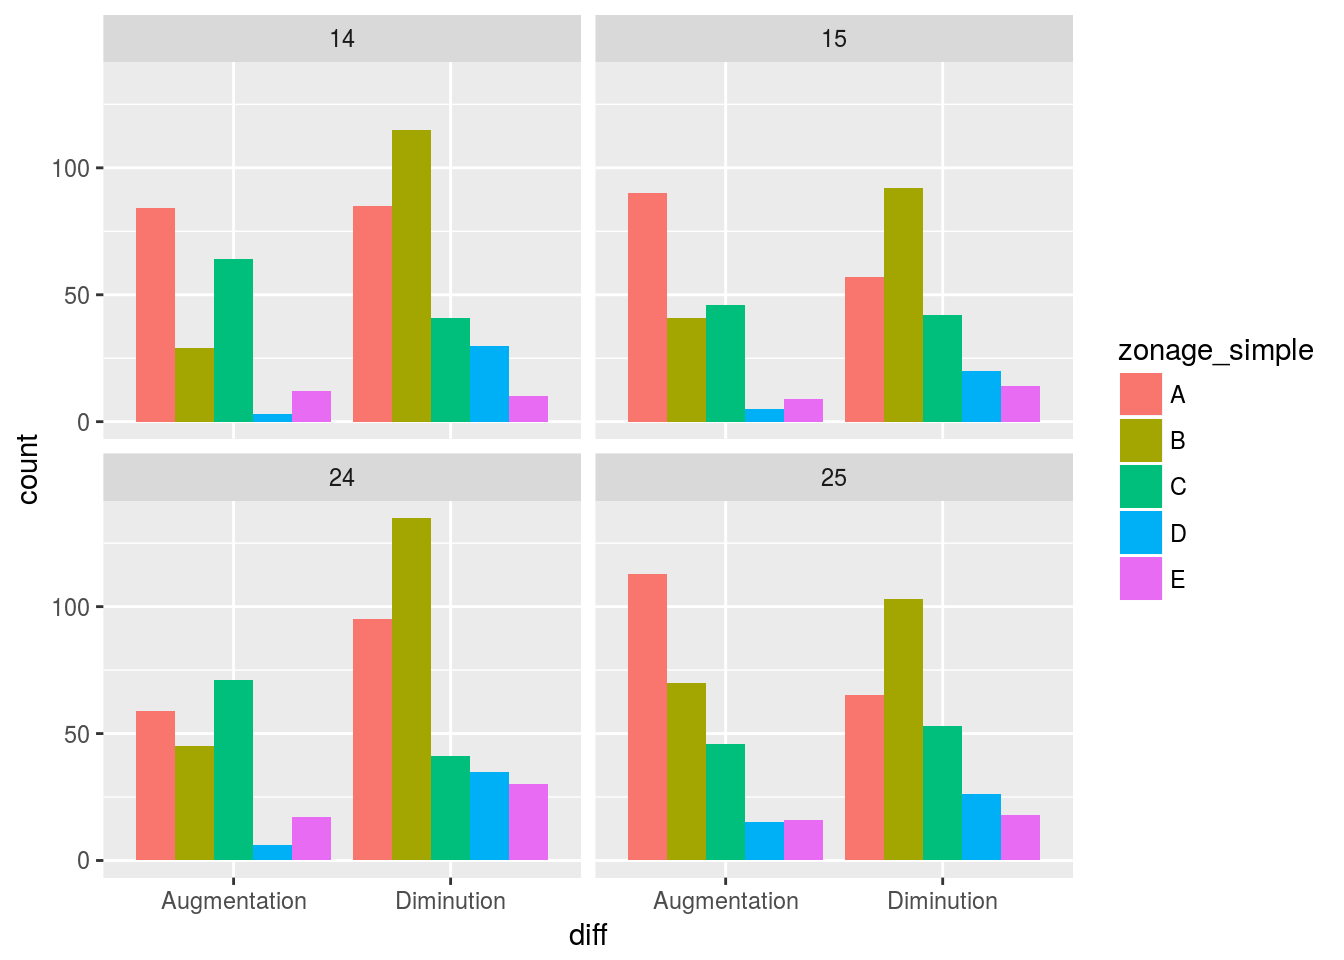 14
15
100
50
0
24
25
100
50
0
Augmentation
Diminution
Augmentation
Diminution
diff
count
zonage_simple
A
B
C
D
E